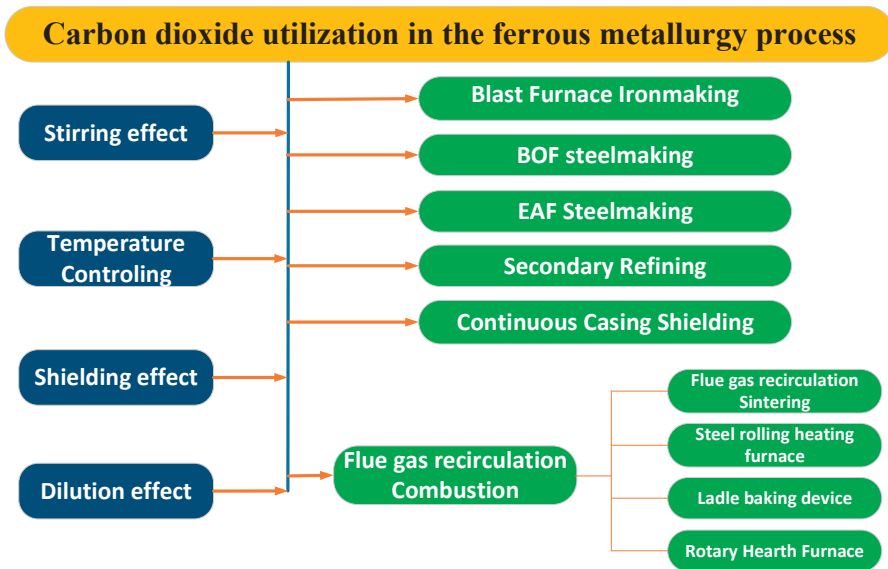 Carbon dioxide utilization in the ferrous metallurgy process
Stirring effect
Temperature
Controling
Shielding effect
Dilution effect
Blast Furnace Ironmaking
BOF steelmaking
EAF Steelmaking
Secondary Refining
Continuous Casing Shielding
Flue gas recirculation
Combustion
Flue gas recirculation
Sintering
Steel rolling heating
furnace
Ladle baking device
Rotary Hearth Furnace